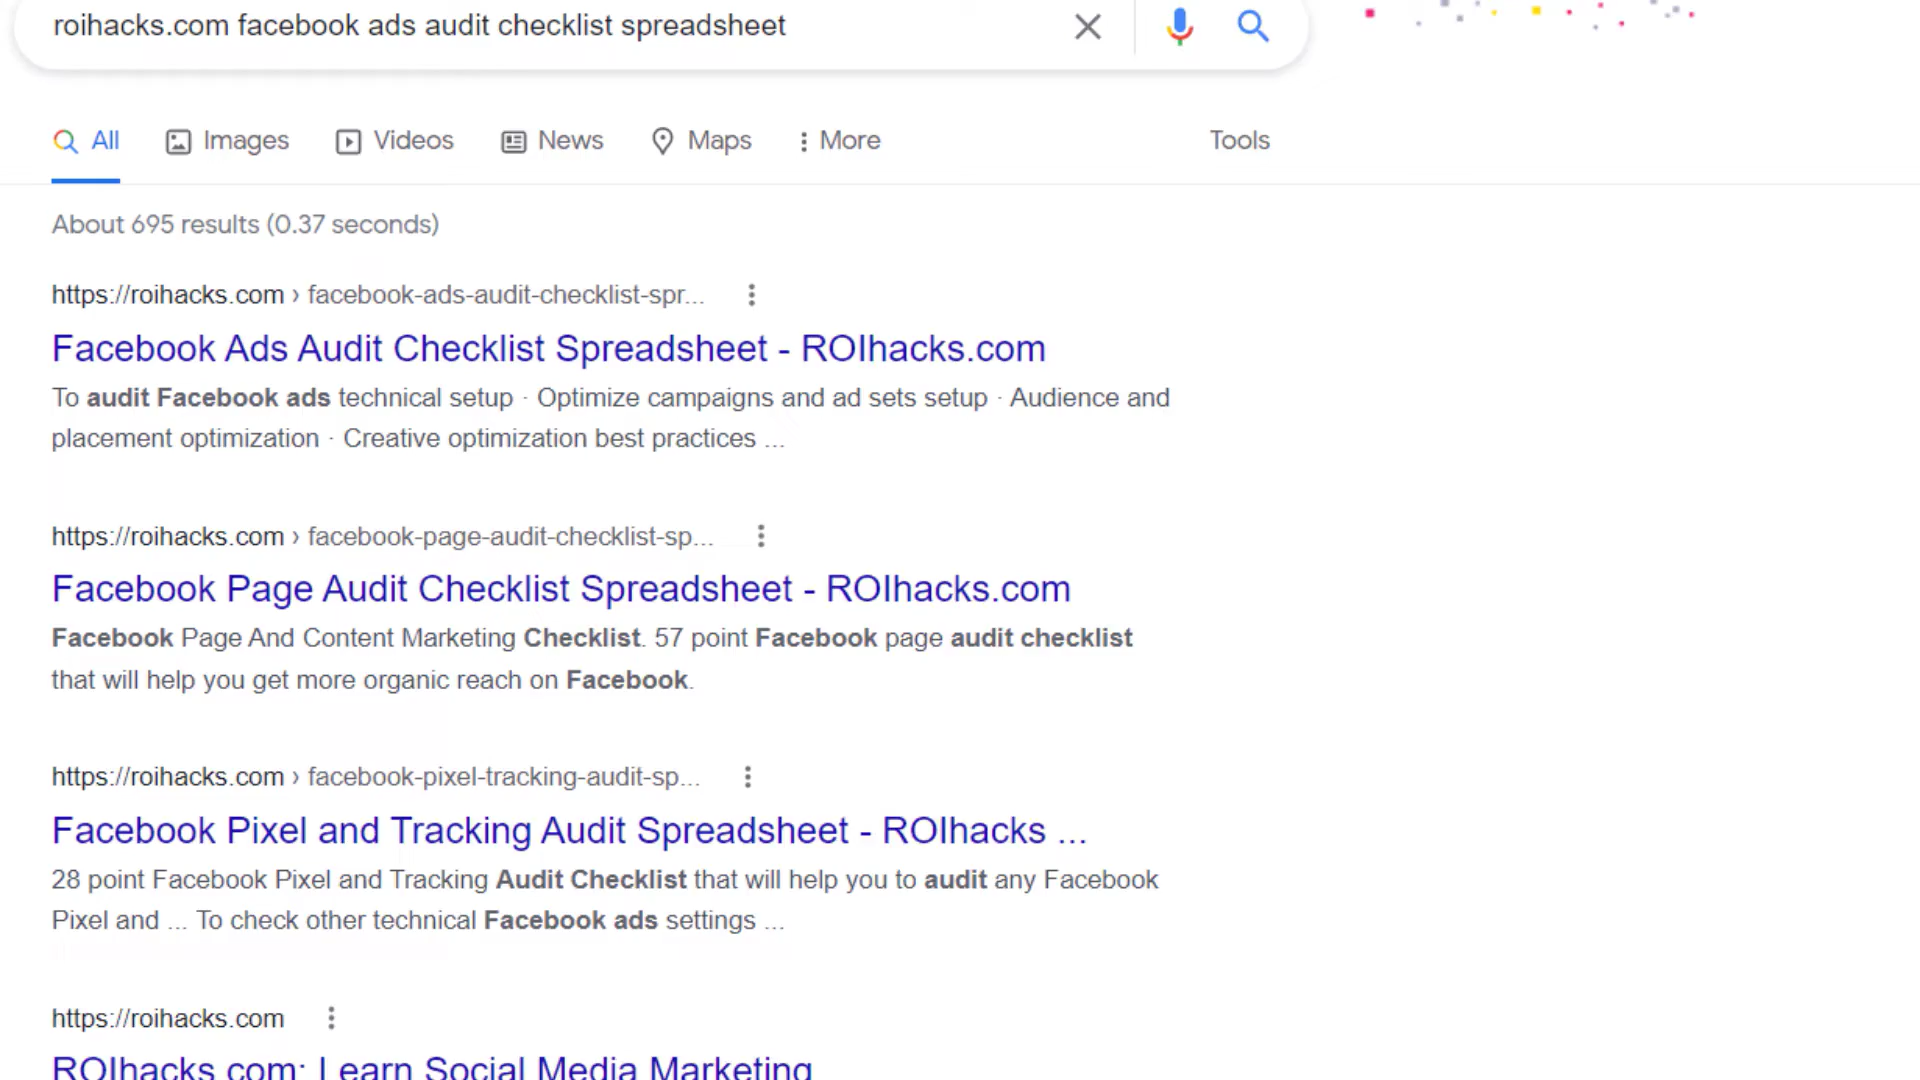 roihacks.com facebook ads audit checklist spreadsheet
All Images Videos News Maps More Tools
About 695 results (0.37 seconds)
https://roihacks.com › facebook-ads-audit-checklist-spr...
Facebook Ads Audit Checklist Spreadsheet - ROIhacks.com
To audit Facebook ads technical setup · Optimize campaigns and ad sets setup · Audience and
placement optimization · Creative optimization best practices ...
https://roihacks.com › facebook-page-audit-checklist-sp...
Facebook Page Audit Checklist Spreadsheet - ROIhacks.com
Facebook Page And Content Marketing Checklist. 57 point Facebook page audit checklist
that will help you get more organic reach on Facebook.
https://roihacks.com › facebook-pixel-tracking-audit-sp...
Facebook Pixel and Tracking Audit Spreadsheet - ROIhacks ...
28 point Facebook Pixel and Tracking Audit Checklist that will help you to audit any Facebook
Pixel and ... To check other technical Facebook ads settings ...
https://roihacks.com
ROIhacks.com: Learn Social Media Marketing